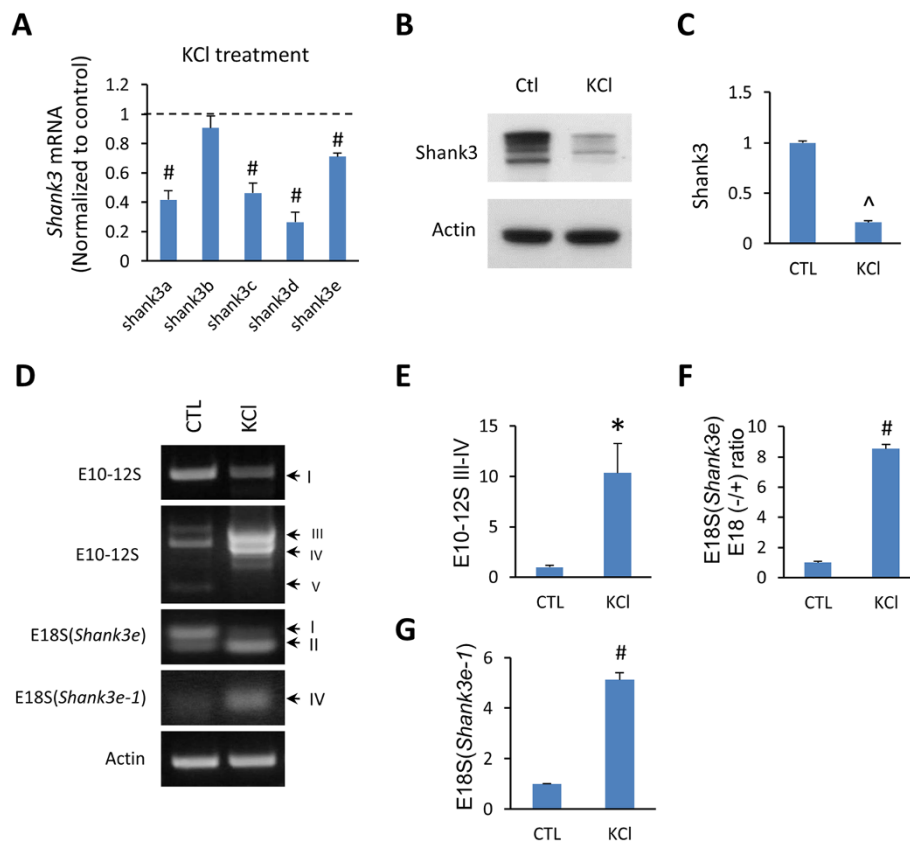 A
KCl treatment
Shank3 mRNA
(Normalized to control)
1.2
1
0.8
0.6
0.4
0.2
0
#
#
#
#
shank3a
shank3b
shank3c
shank3d
shank3e
B
Ctl
KCl
Shank3
Actin
C
Shank3
1.5
1
0.5
0
^
CTL
KCl
D
CTL
KCl
E10-12S
I
E10-12S
III
IV
V
E18S(Shank3e)
I
II
E18S(Shank3e-1)
IV
Actin
E
E10-12S III-IV
15
10
5
0
*
CTL
KCl
F
E18S(Shank3e)
E18 (-/+) ratio
10
8
6
4
2
0
#
CTL
KCl
G
E18S(Shank3e-1)
6
4
2
0
#
CTL
KCl